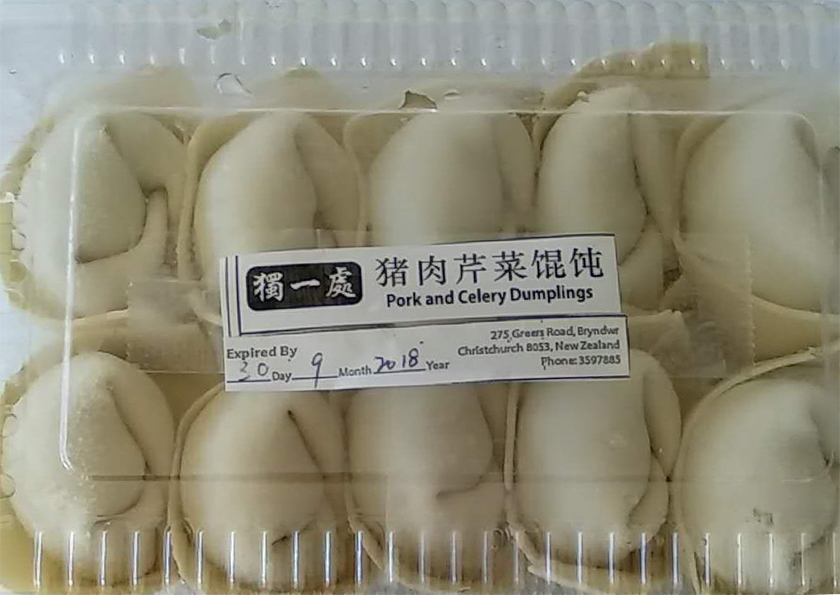 獨一處
猪肉芹菜馄饨
Pork and Celery Dumplings
275 Greers Road, Bryndwr
Christchurch 8053, New Zealand
Phone: 3597885
Expired By
30 Day 9 Month 2018 Year